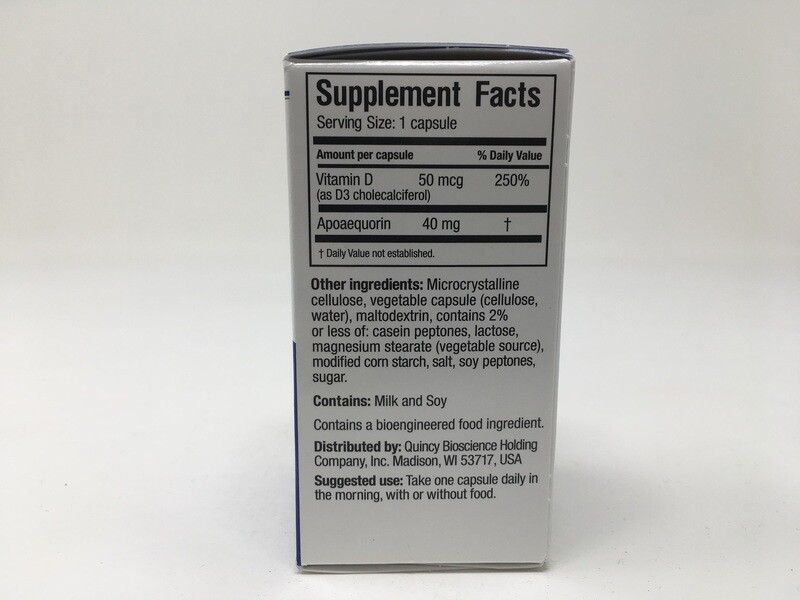 Supplement Facts
Serving Size: 1 capsule
Amount per capsule % Daily Value
Vitamin D 50 mcg 250%
(as D3 cholecalciferol)
Apoaequorin 40 mg †
† Daily Value not established.
Other ingredients: Microcrystalline
cellulose, vegetable capsule (cellulose,
water), maltodextrin, contains 2%
or less of: casein peptones, lactose,
magnesium stearate (vegetable source),
modified corn starch, salt, soy peptones,
sugar.
Contains: Milk and Soy
Contains a bioengineered food ingredient.
Distributed by: Quincy Bioscience Holding
Company, Inc. Madison, WI 53717, USA
Suggested use: Take one capsule daily in
the morning, with or without food.